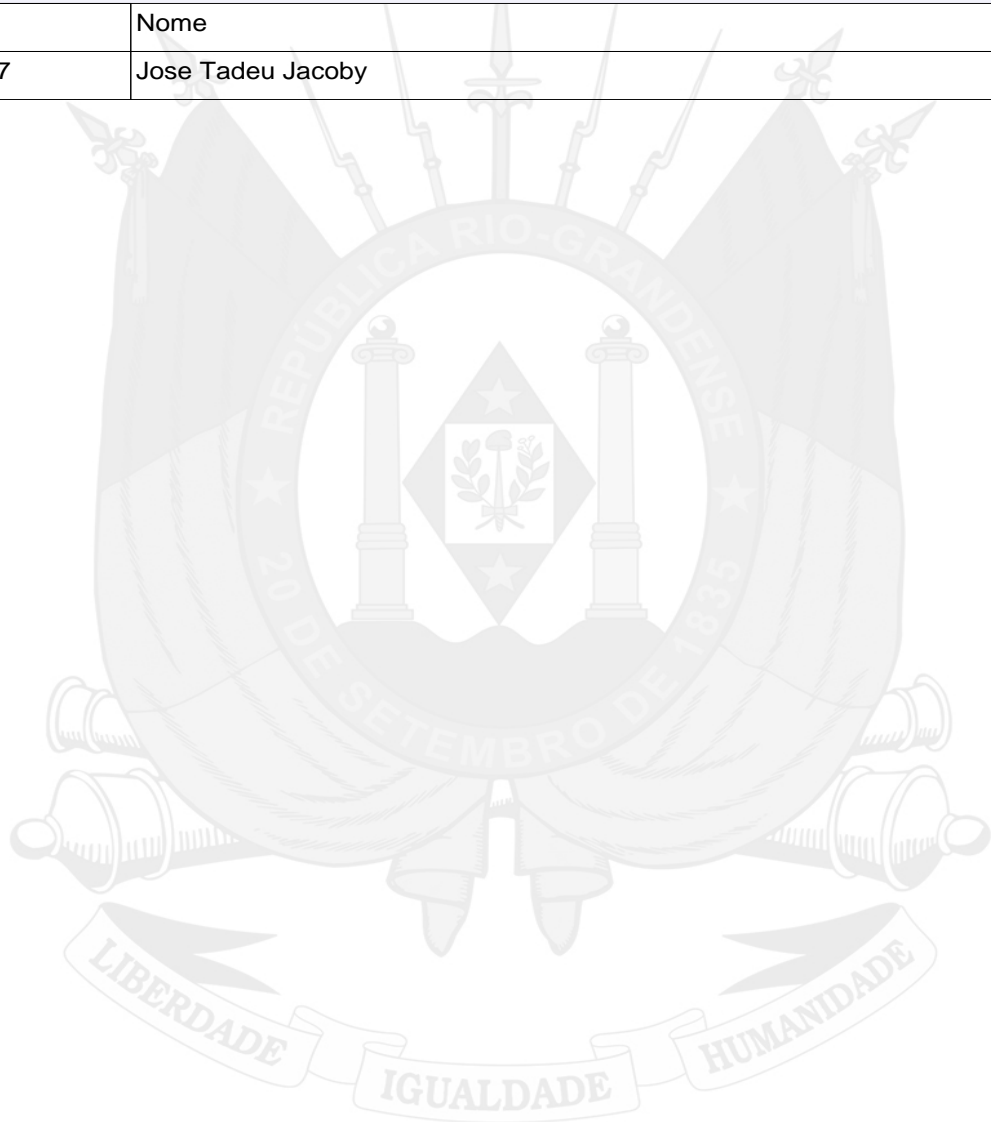 Nome
7 Jose Tadeu Jacoby
REPÚBLICA RIO-GRANDENSE
★ 20 DE SETEMBRO DE 1835 ★
LIBERDADE
IGUALDADE
HUMANIDADE